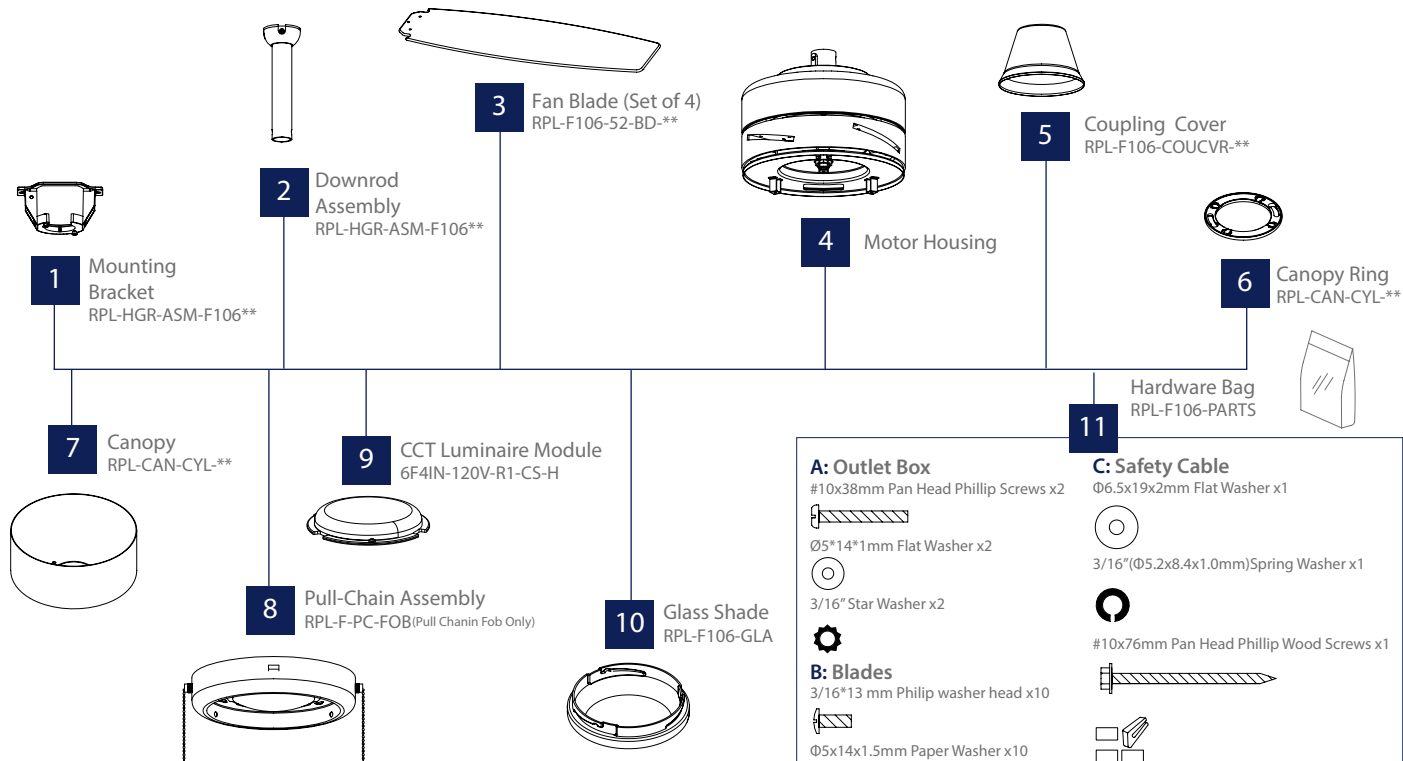 1
Mounting
Bracket
RPL-HGR-ASM-F106**
2
Downrod
Assembly
RPL-HGR-ASM-F106**
3
Fan Blade (Set of 4)
RPL-F106-52-BD-**
4
Motor Housing
5
Coupling Cover
RPL-F106-COUCVR-**
6
Canopy Ring
RPL-CAN-CYL-**
7
Canopy
RPL-CAN-CYL-**
8
Pull-Chain Assembly
RPL-F-PC-FOB(Pull Chanin Fob Only)
9
CCT Luminaire Module
6F4IN-120V-R1-CS-H
10
Glass Shade
RPL-F106-GLA
Hardware Bag
RPL-F106-PARTS
11
A: Outlet Box
#10x38mm Pan Head Phillip Screws x2
Ø5*14*1mm Flat Washer x2
3/16” Star Washer x2
B: Blades
3/16*13 mm Philip washer head x10
Φ5x14x1.5mm Paper Washer x10
C: Safety Cable
Φ6.5x19x2mm Flat Washer x1
3/16”(Φ5.2x8.4x1.0mm)Spring Washer x1
#10x76mm Pan Head Phillip Wood Screws x1